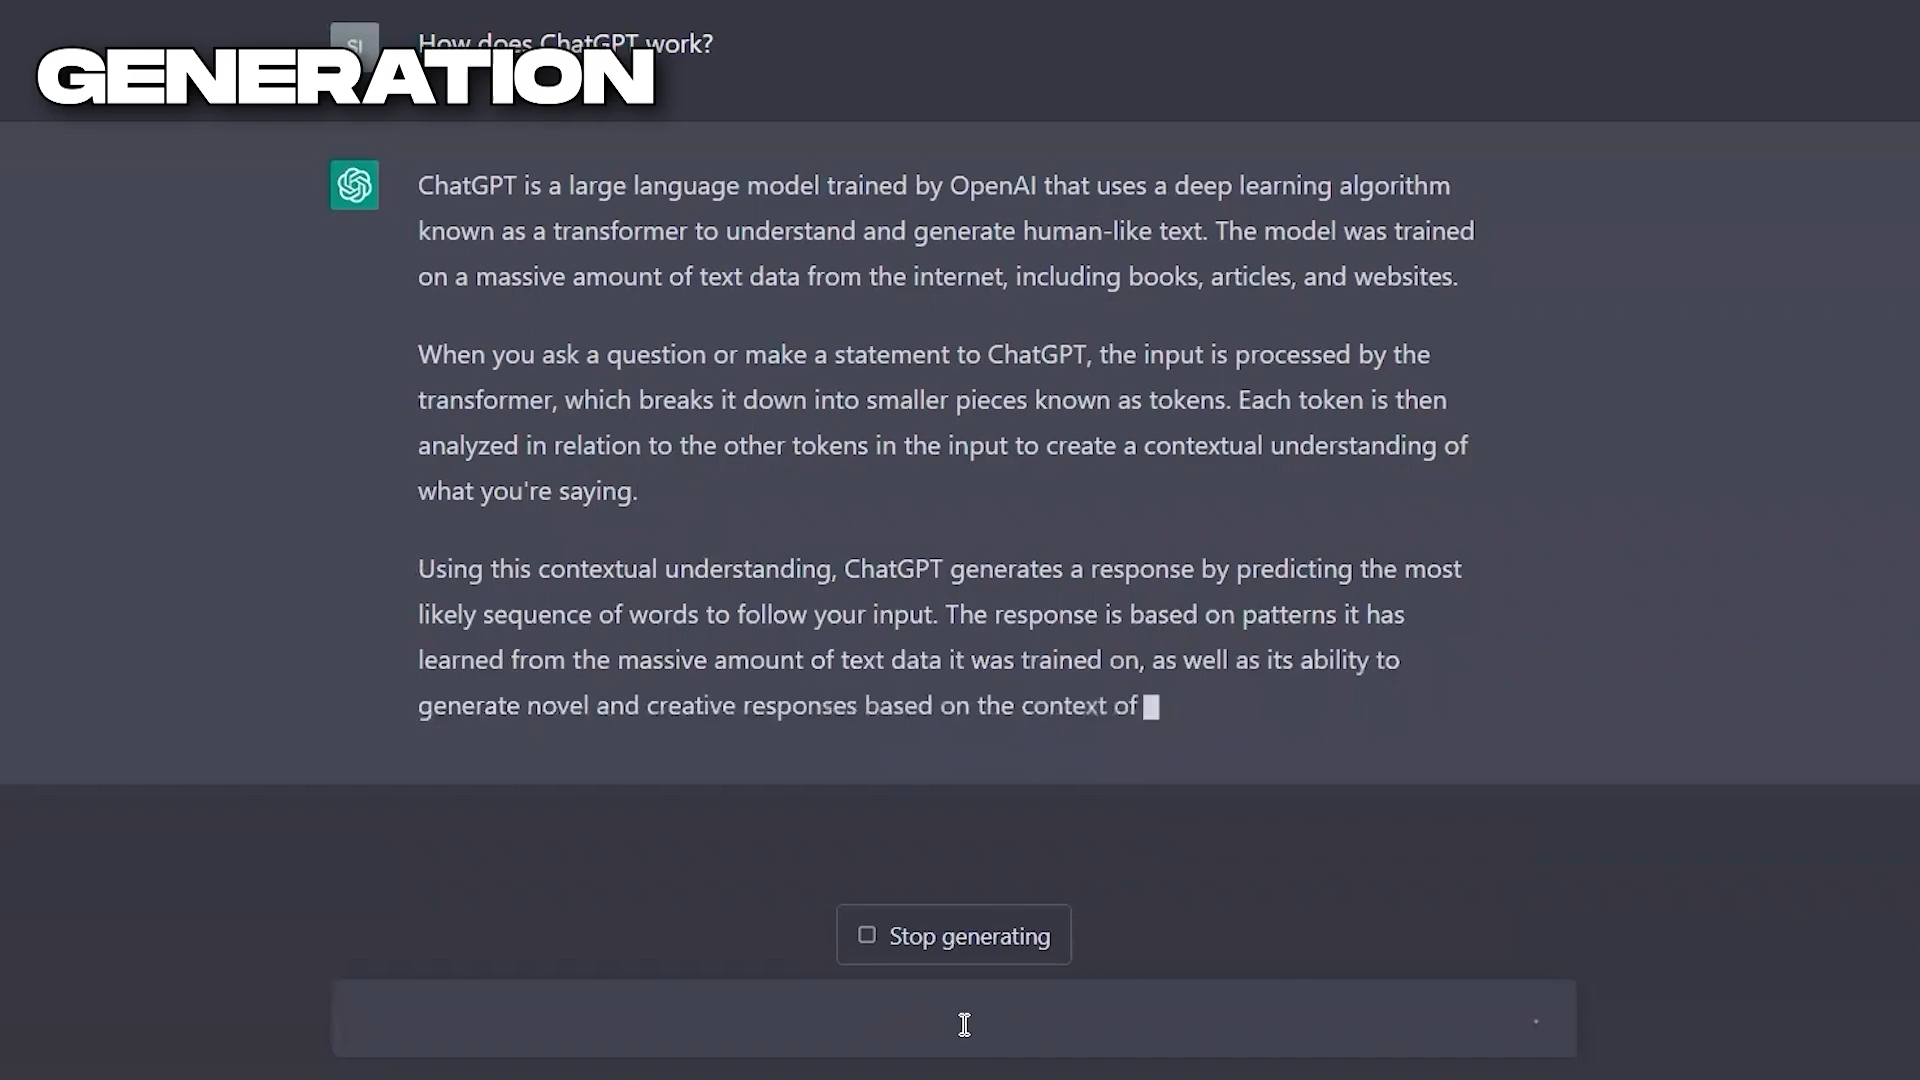 SI
How does ChatGPT work?
GENERATION
ChatGPT is a large language model trained by OpenAI that uses a deep learning algorithm
known as a transformer to understand and generate human-like text. The model was trained
on a massive amount of text data from the internet, including books, articles, and websites.
When you ask a question or make a statement to ChatGPT, the input is processed by the
transformer, which breaks it down into smaller pieces known as tokens. Each token is then
analyzed in relation to the other tokens in the input to create a contextual understanding of
what you're saying.
Using this contextual understanding, ChatGPT generates a response by predicting the most
likely sequence of words to follow your input. The response is based on patterns it has
learned from the massive amount of text data it was trained on, as well as its ability to
generate novel and creative responses based on the context of
Stop generating